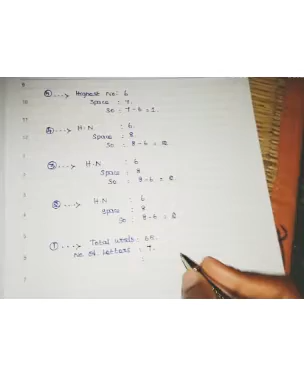 ⑤ ----> Highest No: 6
Space : 7.
So : 7-6 = 1.
④ ----> H.N : 6.
Space : 8.
So : 8-6 = 2.
③ ----> H.N : 6
Space : 8
So : 8-6 = 2.
② ----> H.N : 6
Space : 8
So : 8-6 = 2
① ----> Total words:
No. of. Letters : 7.
: